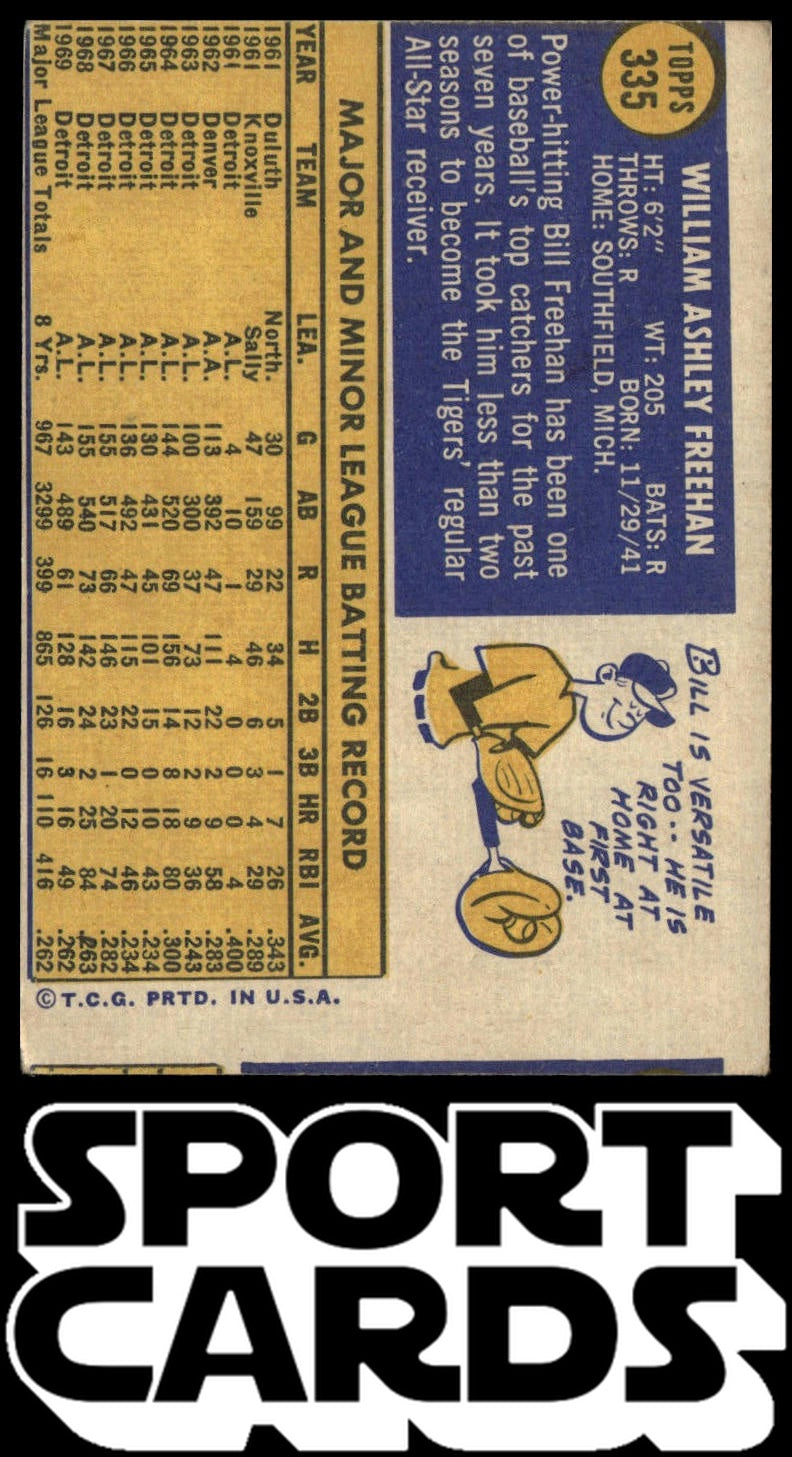 TOPPS
335
WILLIAM ASHLEY FREEHAN
HT: 6'2" WT: 205 BATS: R
THROWS: R BORN: 11/29/41
HOME: SOUTHFIELD, MICH.
Power-hitting Bill Freehan has been one
of baseball's top catchers for the past
seven years. It took him less than two
seasons to become the Tigers' regular
All-Star receiver.
BILL IS VERSATILE
TOO-- HE IS
RIGHT AT
HOME AT
FIRST
BASE.
MAJOR AND MINOR LEAGUE BATTING RECORD
YEAR TEAM LEA. G AB R H 2B 3B HR RBI AVG.
1961 Duluth North. 30 99 22 34 5 1 7 26 .343
1961 Knoxville Sally 47 159 29 46 6 3 4 29 .289
1961 Detroit A.L. 4 10 1 4 0 0 0 4 .400
1962 Denver A.A. 113 392 47 111 22 2 9 58 .283
1963 Detroit A.L. 100 300 37 73 12 2 9 36 .243
1964 Detroit A.L. 144 520 69 156 14 8 18 80 .300
1965 Detroit A.L. 130 431 45 101 15 0 10 43 .234
1966 Detroit A.L. 136 492 47 115 22 0 12 46 .234
1967 Detroit A.L. 155 517 66 146 23 1 20 74 .282
1968 Detroit A.L. 155 540 73 142 24 2 25 84 .263
1969 Detroit A.L. 143 489 61 128 16 3 16 49 .262
Major League Totals 8 Yrs. 967 3299 399 865 126 16 110 416 .262
© T.C.G. PRTD. IN U.S.A.
SPORT
CARDS